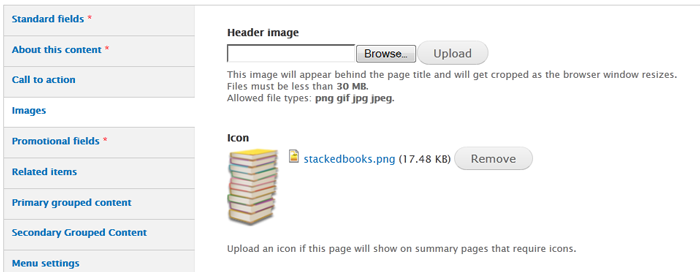 Standard fields *
About this content *
Call to action
Images
Promotional fields *
Related items
Primary grouped content
Secondary Grouped Content
Menu settings
Header image
Browse... Upload
This image will appear behind the page title and will get cropped as the browser window resizes.
Files must be less than 30 MB.
Allowed file types: png gif jpg jpeg.
Icon
stackedbooks.png (17.48 KB) Remove
Upload an icon if this page will show on summary pages that require icons.